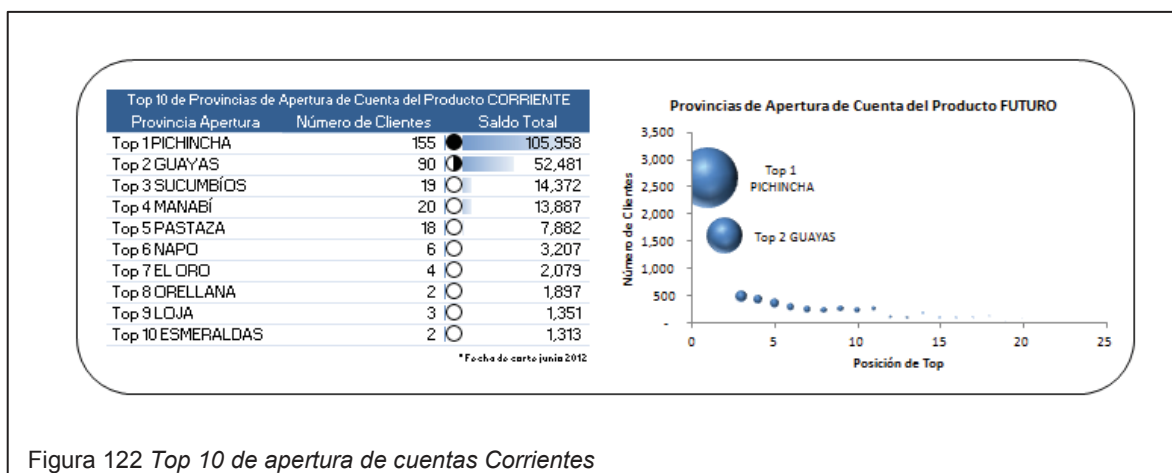 Top 10 de Provincias de Apertura de Cuenta del Producto CORRIENTE
Provincia Apertura Número de Clientes Saldo Total
Top 1 PICHINCHA 155 105,958
Top 2 GUAYAS 90 52,481
Top 3 SUCUMBÍOS 19 14,372
Top 4 MANABÍ 20 13,887
Top 5 PASTAZA 18 7,882
Top 6 NAPO 6 3,207
Top 7 EL ORO 4 2,079
Top 8 ORELLANA 2 1,897
Top 9 LOJA 3 1,351
Top 10 ESMERALDAS 2 1,313
*Fecha de corte junio 2012
Provincias de Apertura de Cuenta del Producto FUTURO
Número de Clientes
3,500
3,000
2,500
2,000
1,500
1,000
500
-
Top 1
PICHINCHA
Top 2 GUAYAS
0 5 10 15 20 25
Posición de Top
Figura 122 Top 10 de apertura de cuentas Corrientes